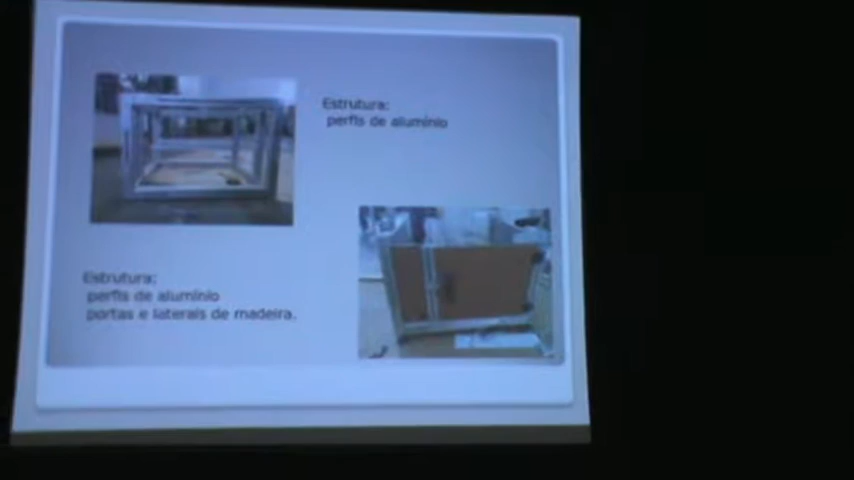 Estrutura:
perfis de alumínio
Estrutura:
perfis de alumínio
portas e laterais de madeira.